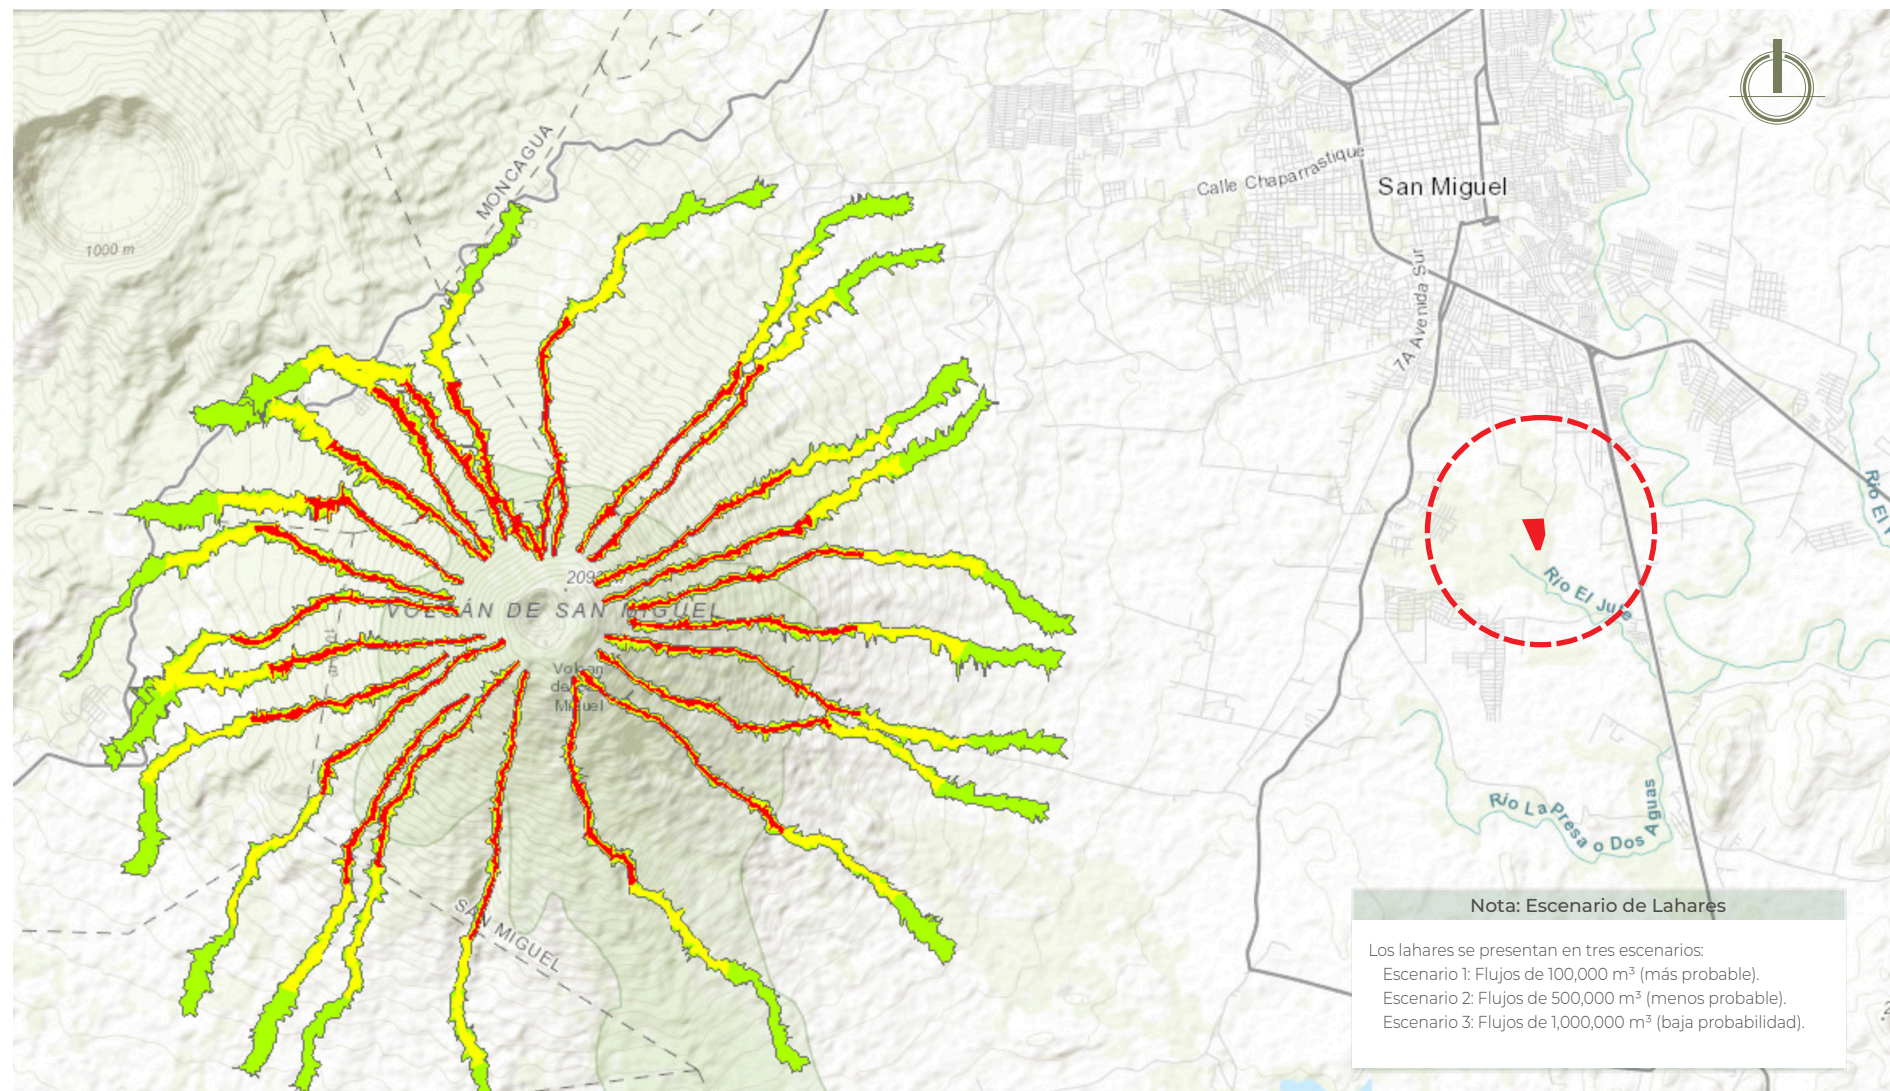 MONCAGUA
1000 m
Calle Chaparrastique
San Miguel
7A Avenida Sur
VOLCÁN DE SAN MIGUEL
Volcan
Miguel
Río El Jute
Río El
Río La Presa o Dos Aguas
SAN MIGUEL
Nota: Escenario de Lahares
Los lahares se presentan en tres escenarios:
Escenario 1: Flujos de 100,000 m³ (más probable).
Escenario 2: Flujos de 500,000 m³ (menos probable).
Escenario 3: Flujos de 1,000,000 m³ (baja probabilidad).